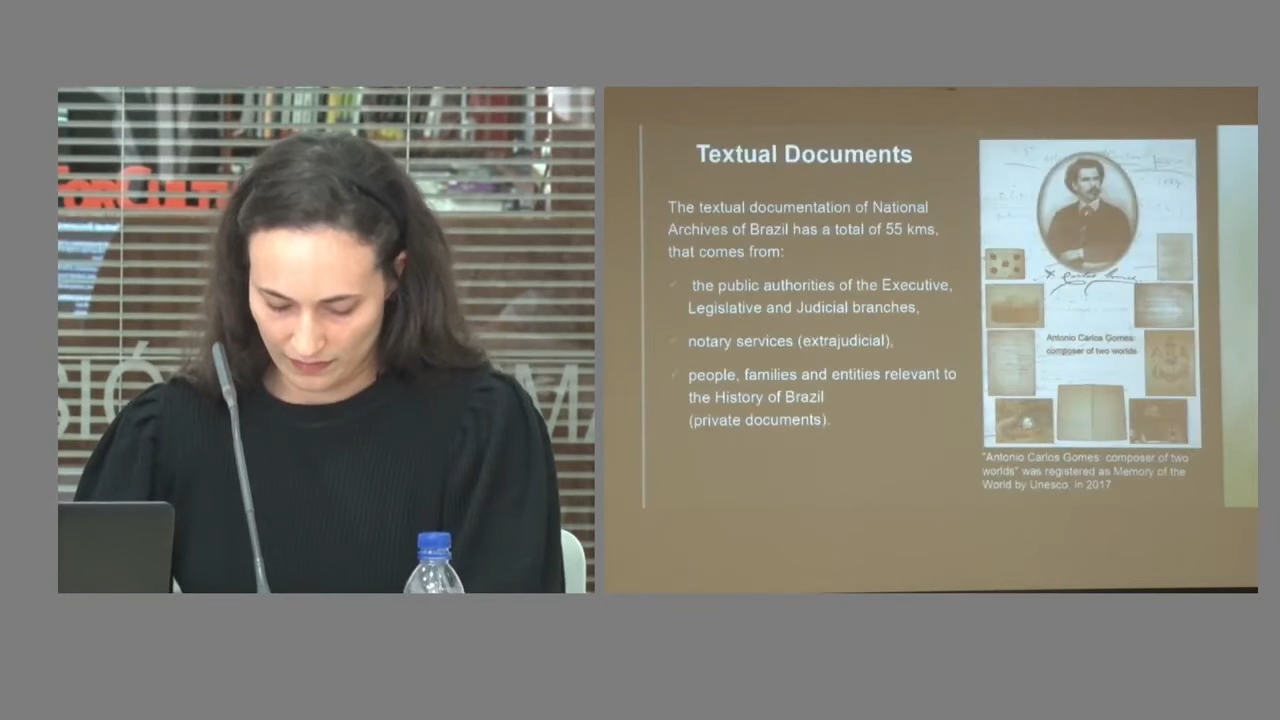 FORCULT
Textual Documents
The textual documentation of National
Archives of Brazil has a total of 55 kms,
that comes from:
the public authorities of the Executive,
Legislative and Judicial branches,
notary services (extrajudicial),
people, families and entities relevant to
the History of Brazil
(private documents).
Antonio Carlos Gomes:
composer of two worlds
"Antonio Carlos Gomes: composer of two
worlds" was registered as Memory of the
World by Unesco, in 2017